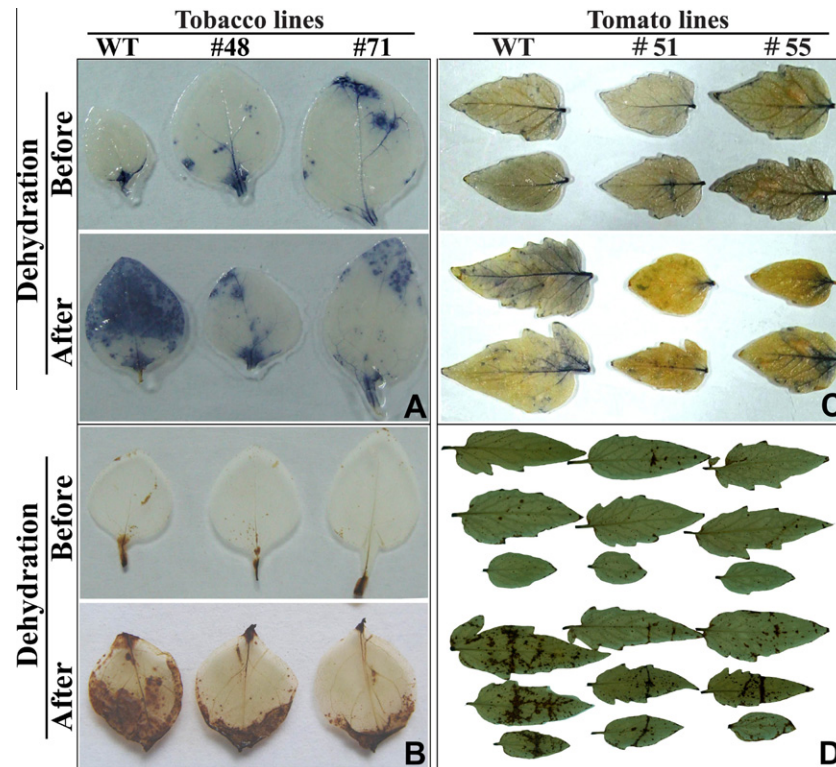 Tobacco lines
Tomato lines
WT #48 #71
WT # 51 # 55
Dehydration
Before
After
A
C
Dehydration
Before
After
B
D